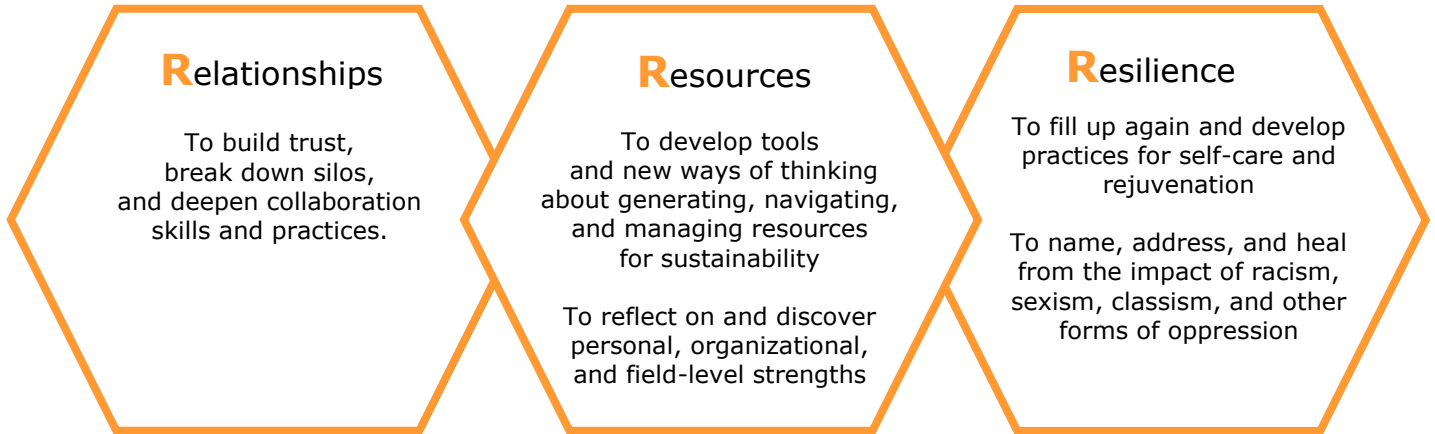 Relationships
To build trust,
break down silos,
and deepen collaboration
skills and practices.
Resources
To develop tools
and new ways of thinking
about generating, navigating,
and managing resources
for sustainability
To reflect on and discover
personal, organizational,
and field-level strengths
Resilience
To fill up again and develop
practices for self-care and
rejuvenation
To name, address, and heal
from the impact of racism,
sexism, classism, and other
forms of oppression